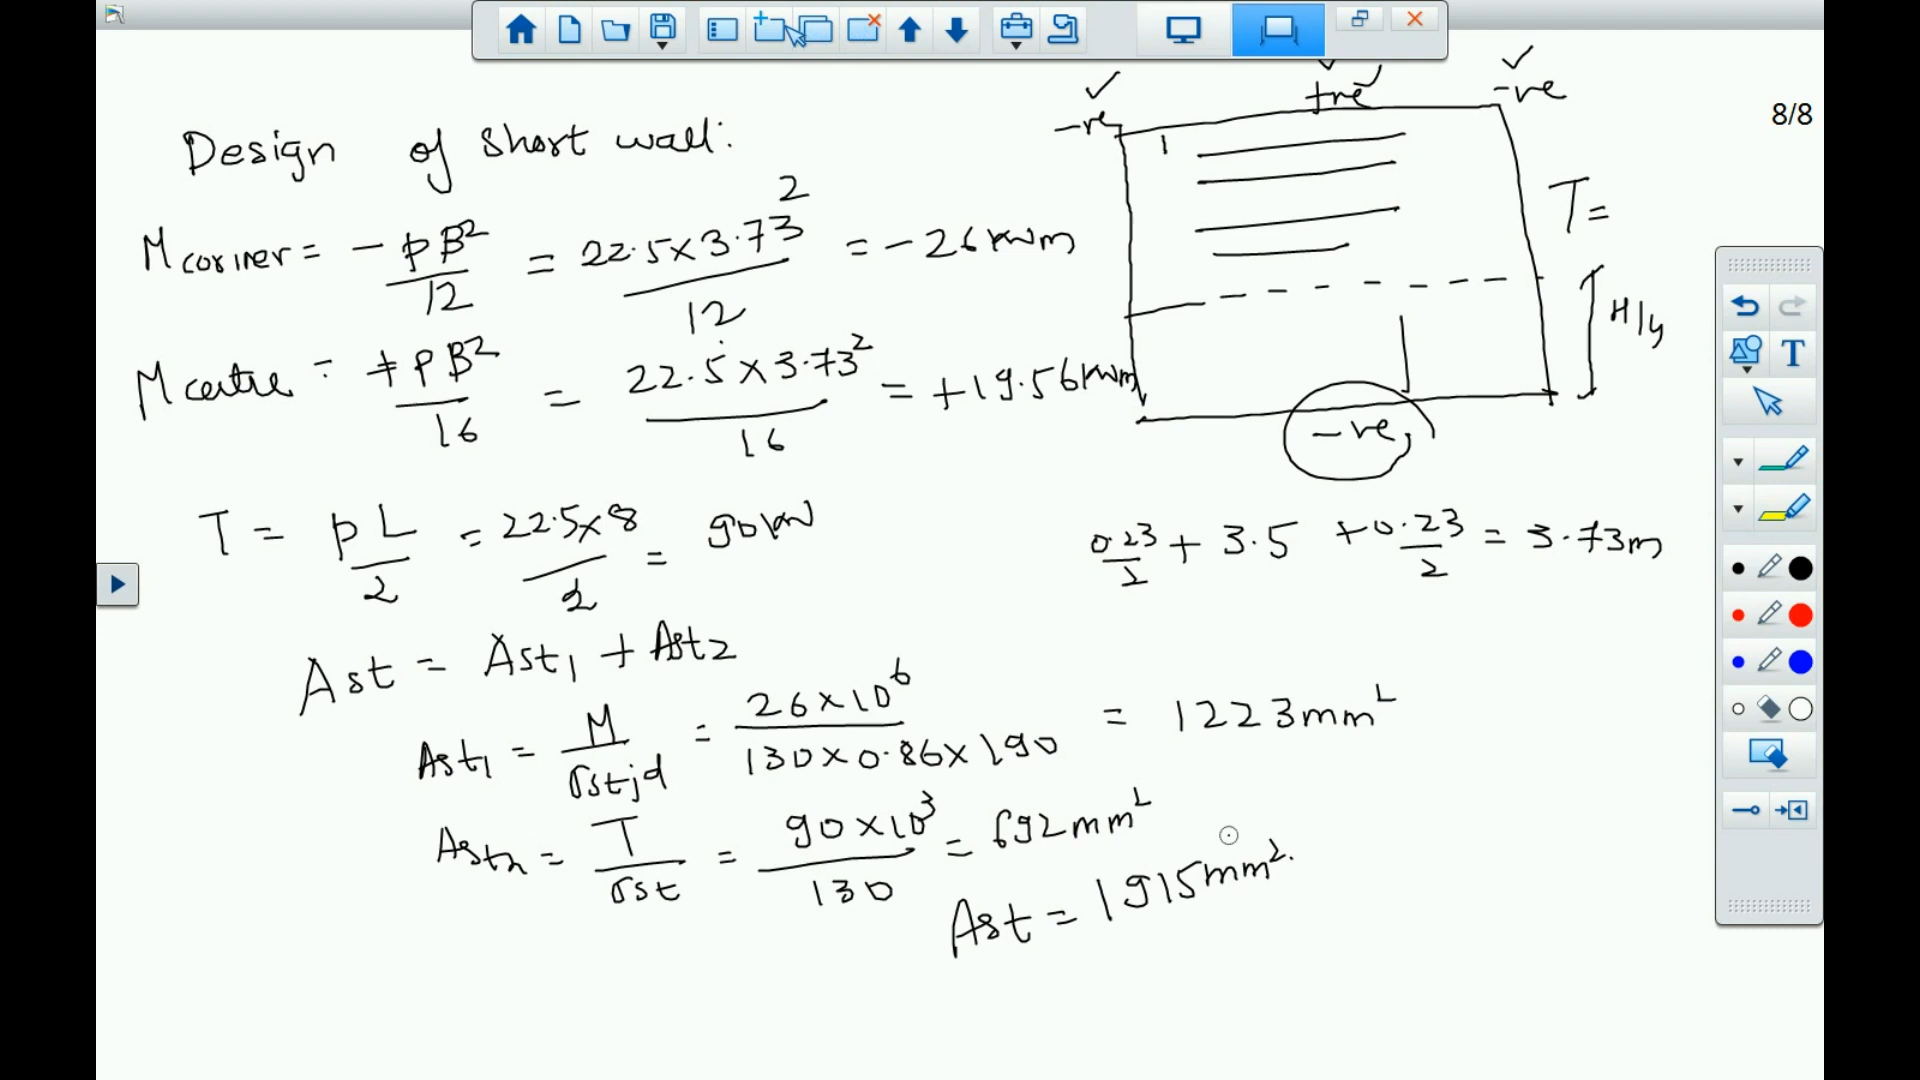 8/8
Design of Short wall:
M corner = - pB²/12 = 22.5×3.73²/12 = -26 kNm
M centre = + pB²/16 = 22.5×3.73²/16 = +19.56 kNm
T = pL/2 = 22.5×8/2 = 90 kN
Ast = Ast1 + Ast2
Ast1 = M/σst jd = 26×10⁶/130×0.86×190 = 1223 mm²
Ast2 = T/σst = 90×10³/130 = 692 mm²
Ast = 1915 mm².
-ve
+ve
-ve
T=
H/4
-ve
0.23/2 + 3.5 + 0.23/2 = 3.73m
T